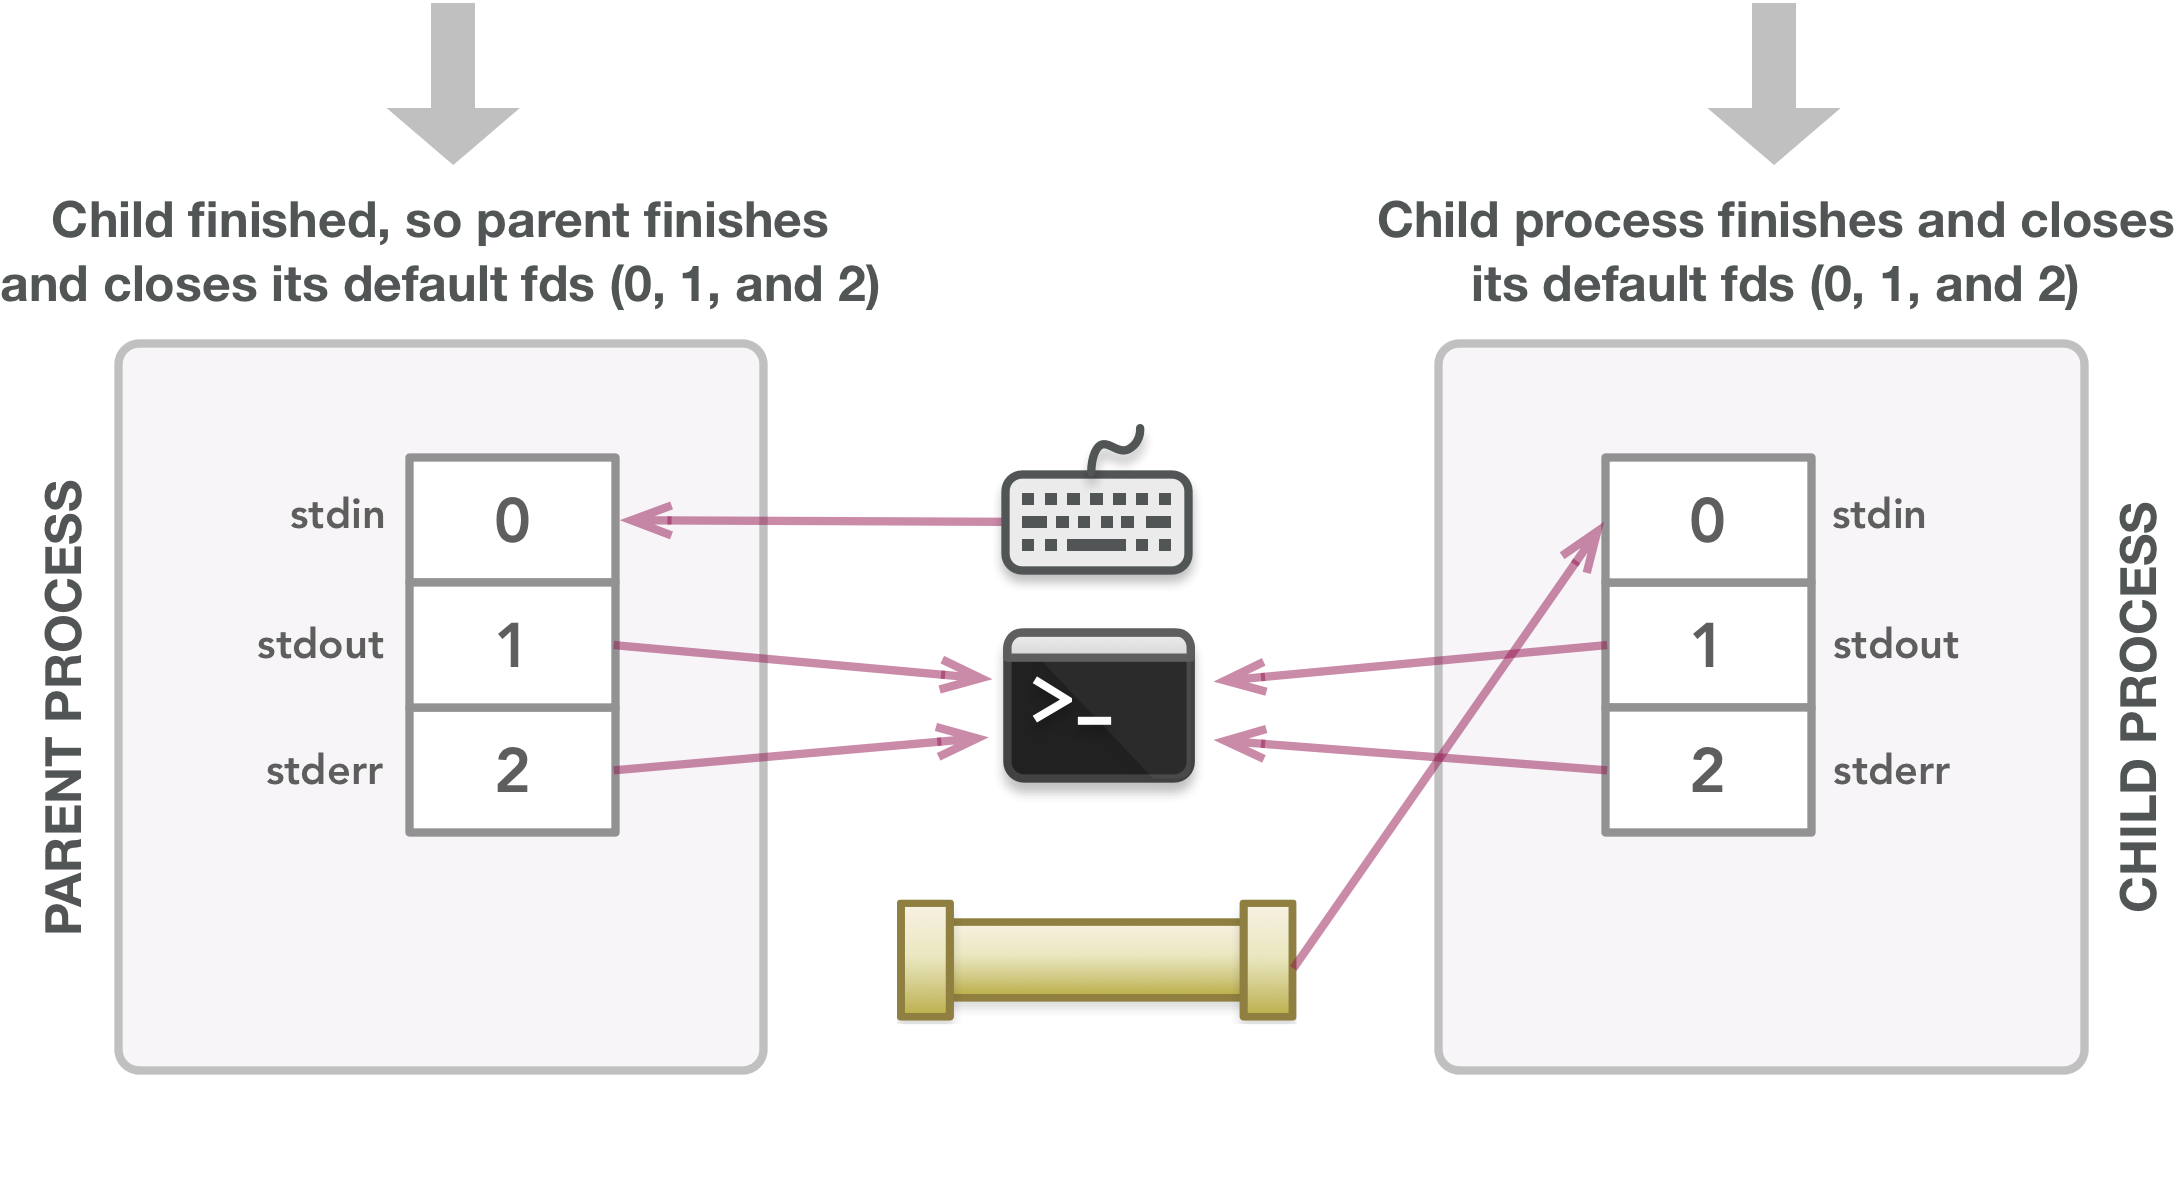 Child finished, so parent finishes
and closes its default fds (0, 1, and 2)
Child process finishes and closes
its default fds (0, 1, and 2)
PARENT PROCESS
stdin
0
stdout
1
stderr
2
>_
0
stdin
1
stdout
2
stderr
CHILD PROCESS